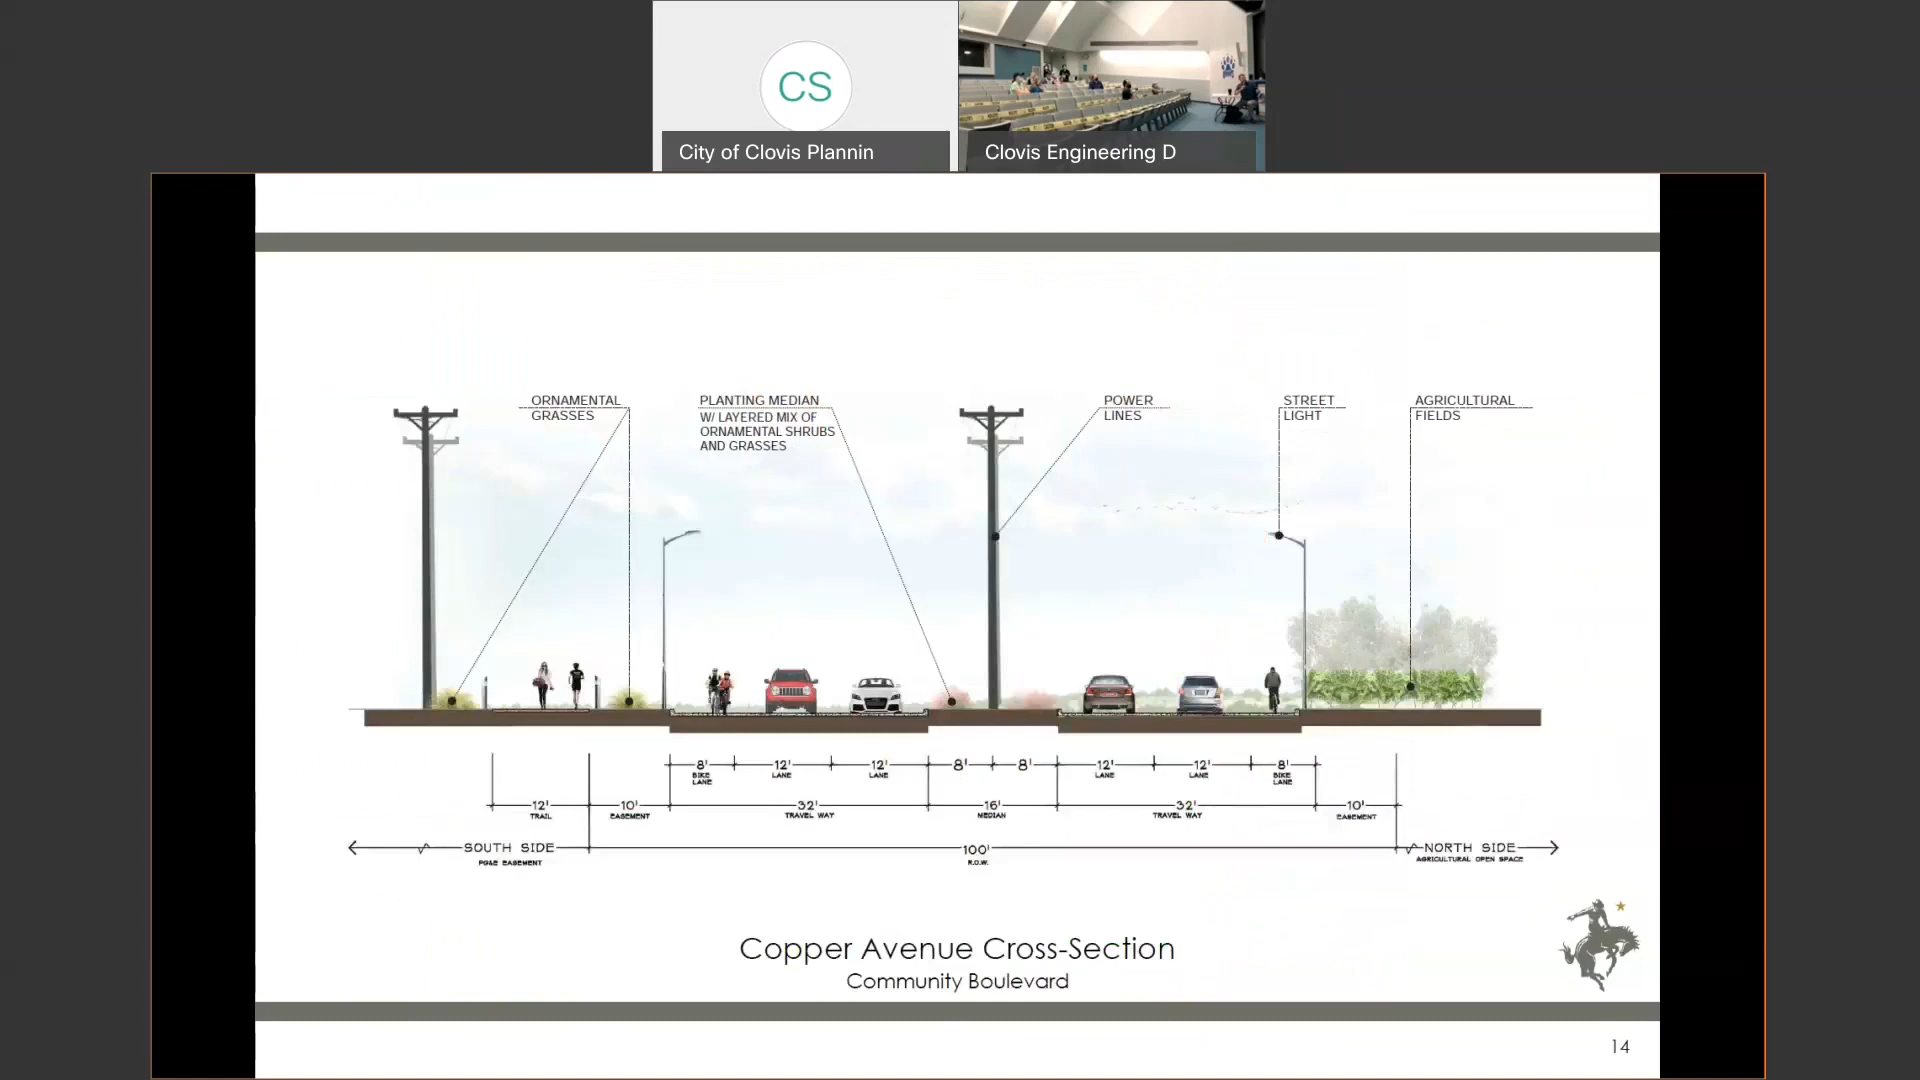 CS
City of Clovis Plannin
Clovis Engineering D
ORNAMENTAL
GRASSES
PLANTING MEDIAN
W/ LAYERED MIX OF
ORNAMENTAL SHRUBS
AND GRASSES
POWER
LINES
STREET
LIGHT
AGRICULTURAL
FIELDS
8' 12' 12' 8' 8' 12' 12' 8'
BIKE LANE LANE LANE LANE BIKE
LANE LANE
12' 10' 32' 16' 32' 10'
TRAIL EASEMENT TRAVEL WAY MEDIAN TRAVEL WAY EASEMENT
SOUTH SIDE 100' NORTH SIDE
PG&E EASEMENT R.O.W. AGRICULTURAL OPEN SPACE
Copper Avenue Cross-Section
Community Boulevard
14